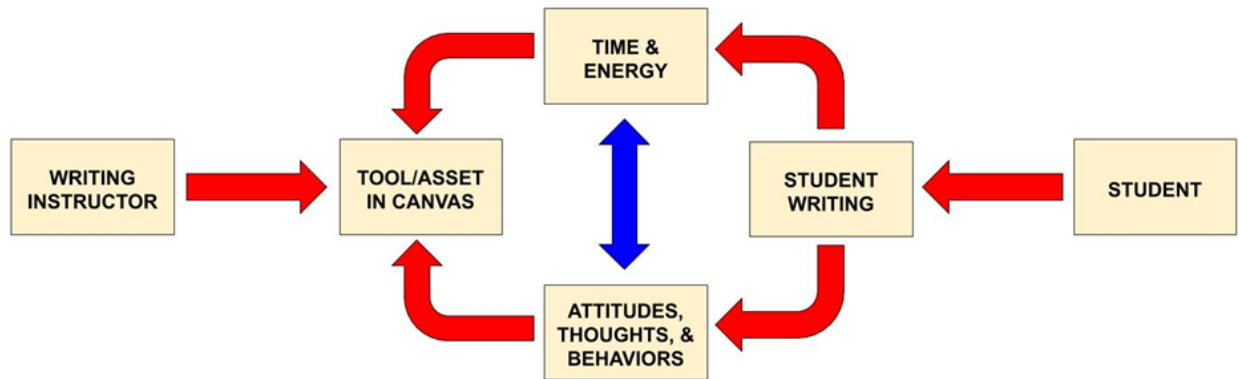 TIME &
ENERGY
WRITING
INSTRUCTOR
TOOL/ASSET
IN CANVAS
STUDENT
WRITING
STUDENT
ATTITUDES,
THOUGHTS, &
BEHAVIORS